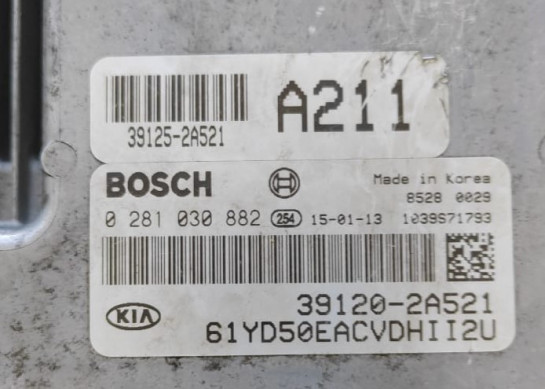 A211
39125-2A521
BOSCH Made in Korea
8528 0029
0 281 030 882 254 15-01-13 1039S71793
KIA 39120-2A521
61YD50EACVDHII2U